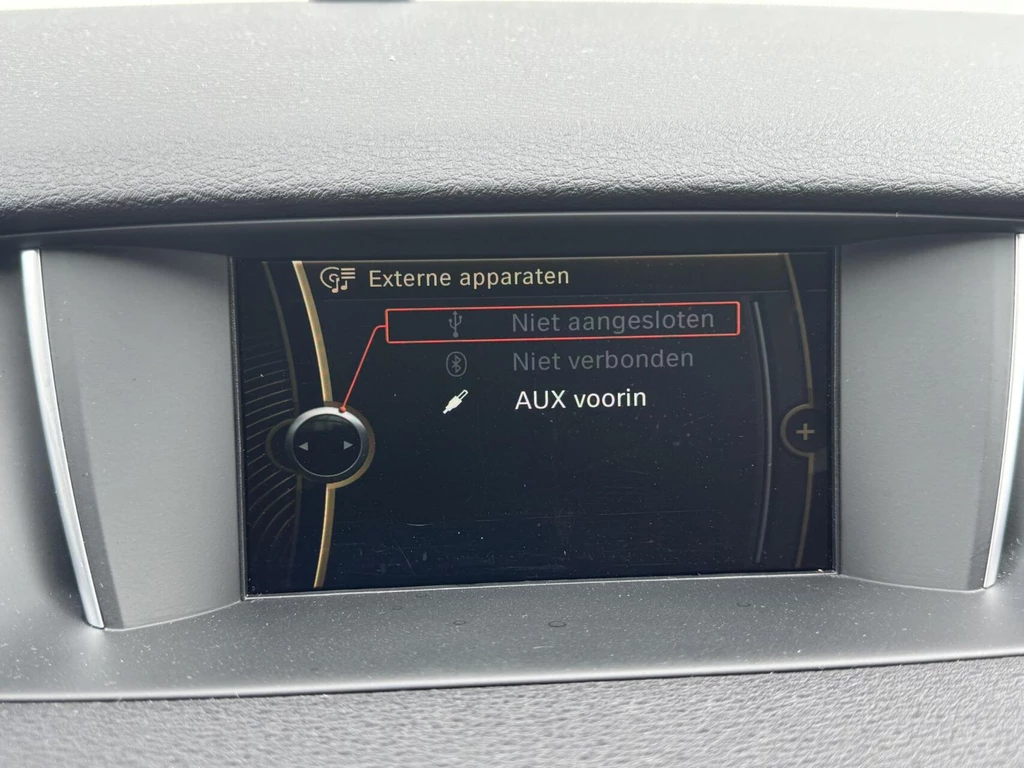 Externe apparaten
Niet aangesloten
Niet verbonden
AUX voorin